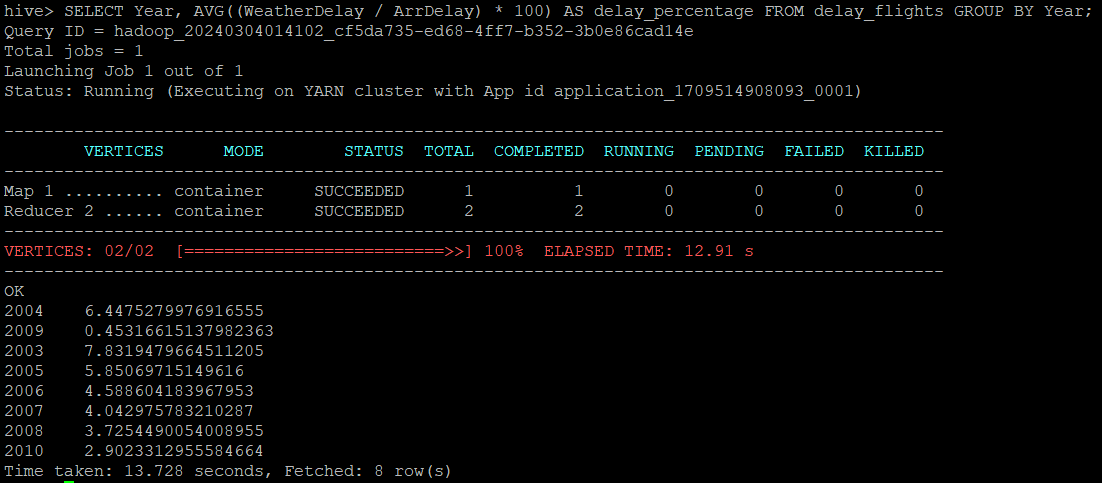 hive> SELECT Year, AVG((WeatherDelay / ArrDelay) * 100) AS delay_percentage FROM delay_flights GROUP BY Year;
Query ID = hadoop_20240304014102_cf5da735-ed68-4ff7-b352-3b0e86cad14e
Total jobs = 1
Launching Job 1 out of 1
Status: Running (Executing on YARN cluster with App id application_1709514908093_0001)
----------------------------------------------------------------------------------------------
        VERTICES      MODE        STATUS  TOTAL  COMPLETED  RUNNING  PENDING  FAILED  KILLED
----------------------------------------------------------------------------------------------
Map 1 .......... container     SUCCEEDED      1          1        0        0       0       0
Reducer 2 ...... container     SUCCEEDED      2          2        0        0       0       0
----------------------------------------------------------------------------------------------
VERTICES: 02/02  [==========================>>] 100%  ELAPSED TIME: 12.91 s
----------------------------------------------------------------------------------------------
OK
2004    6.4475279976916555
2009    0.45316615137982363
2003    7.8319479664511205
2005    5.85069715149616
2006    4.588604183967953
2007    4.042975783210287
2008    3.7254490054008955
2010    2.9023312955584664
Time taken: 13.728 seconds, Fetched: 8 row(s)